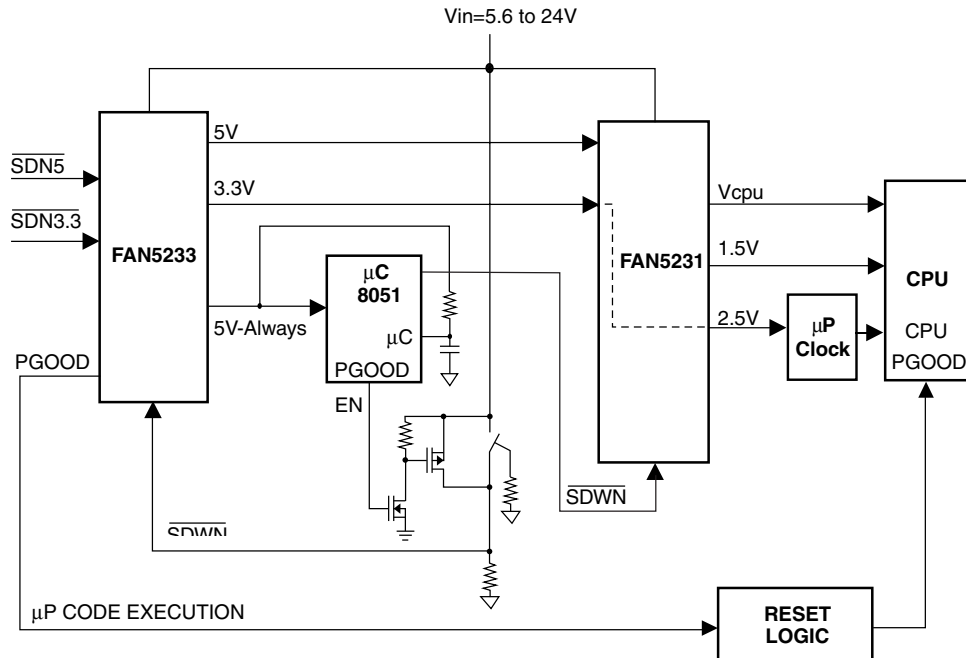 Vin=5.6 to 24V
5V
SDN5
3.3V
Vcpu
SDN3.3
FAN5233
FAN5231
μC
8051
1.5V
CPU
5V-Always
μC
2.5V
μP
Clock
CPU
PGOOD
PGOOD
PGOOD
EN
SDWN
SDWN
μP CODE EXECUTION
RESET
LOGIC